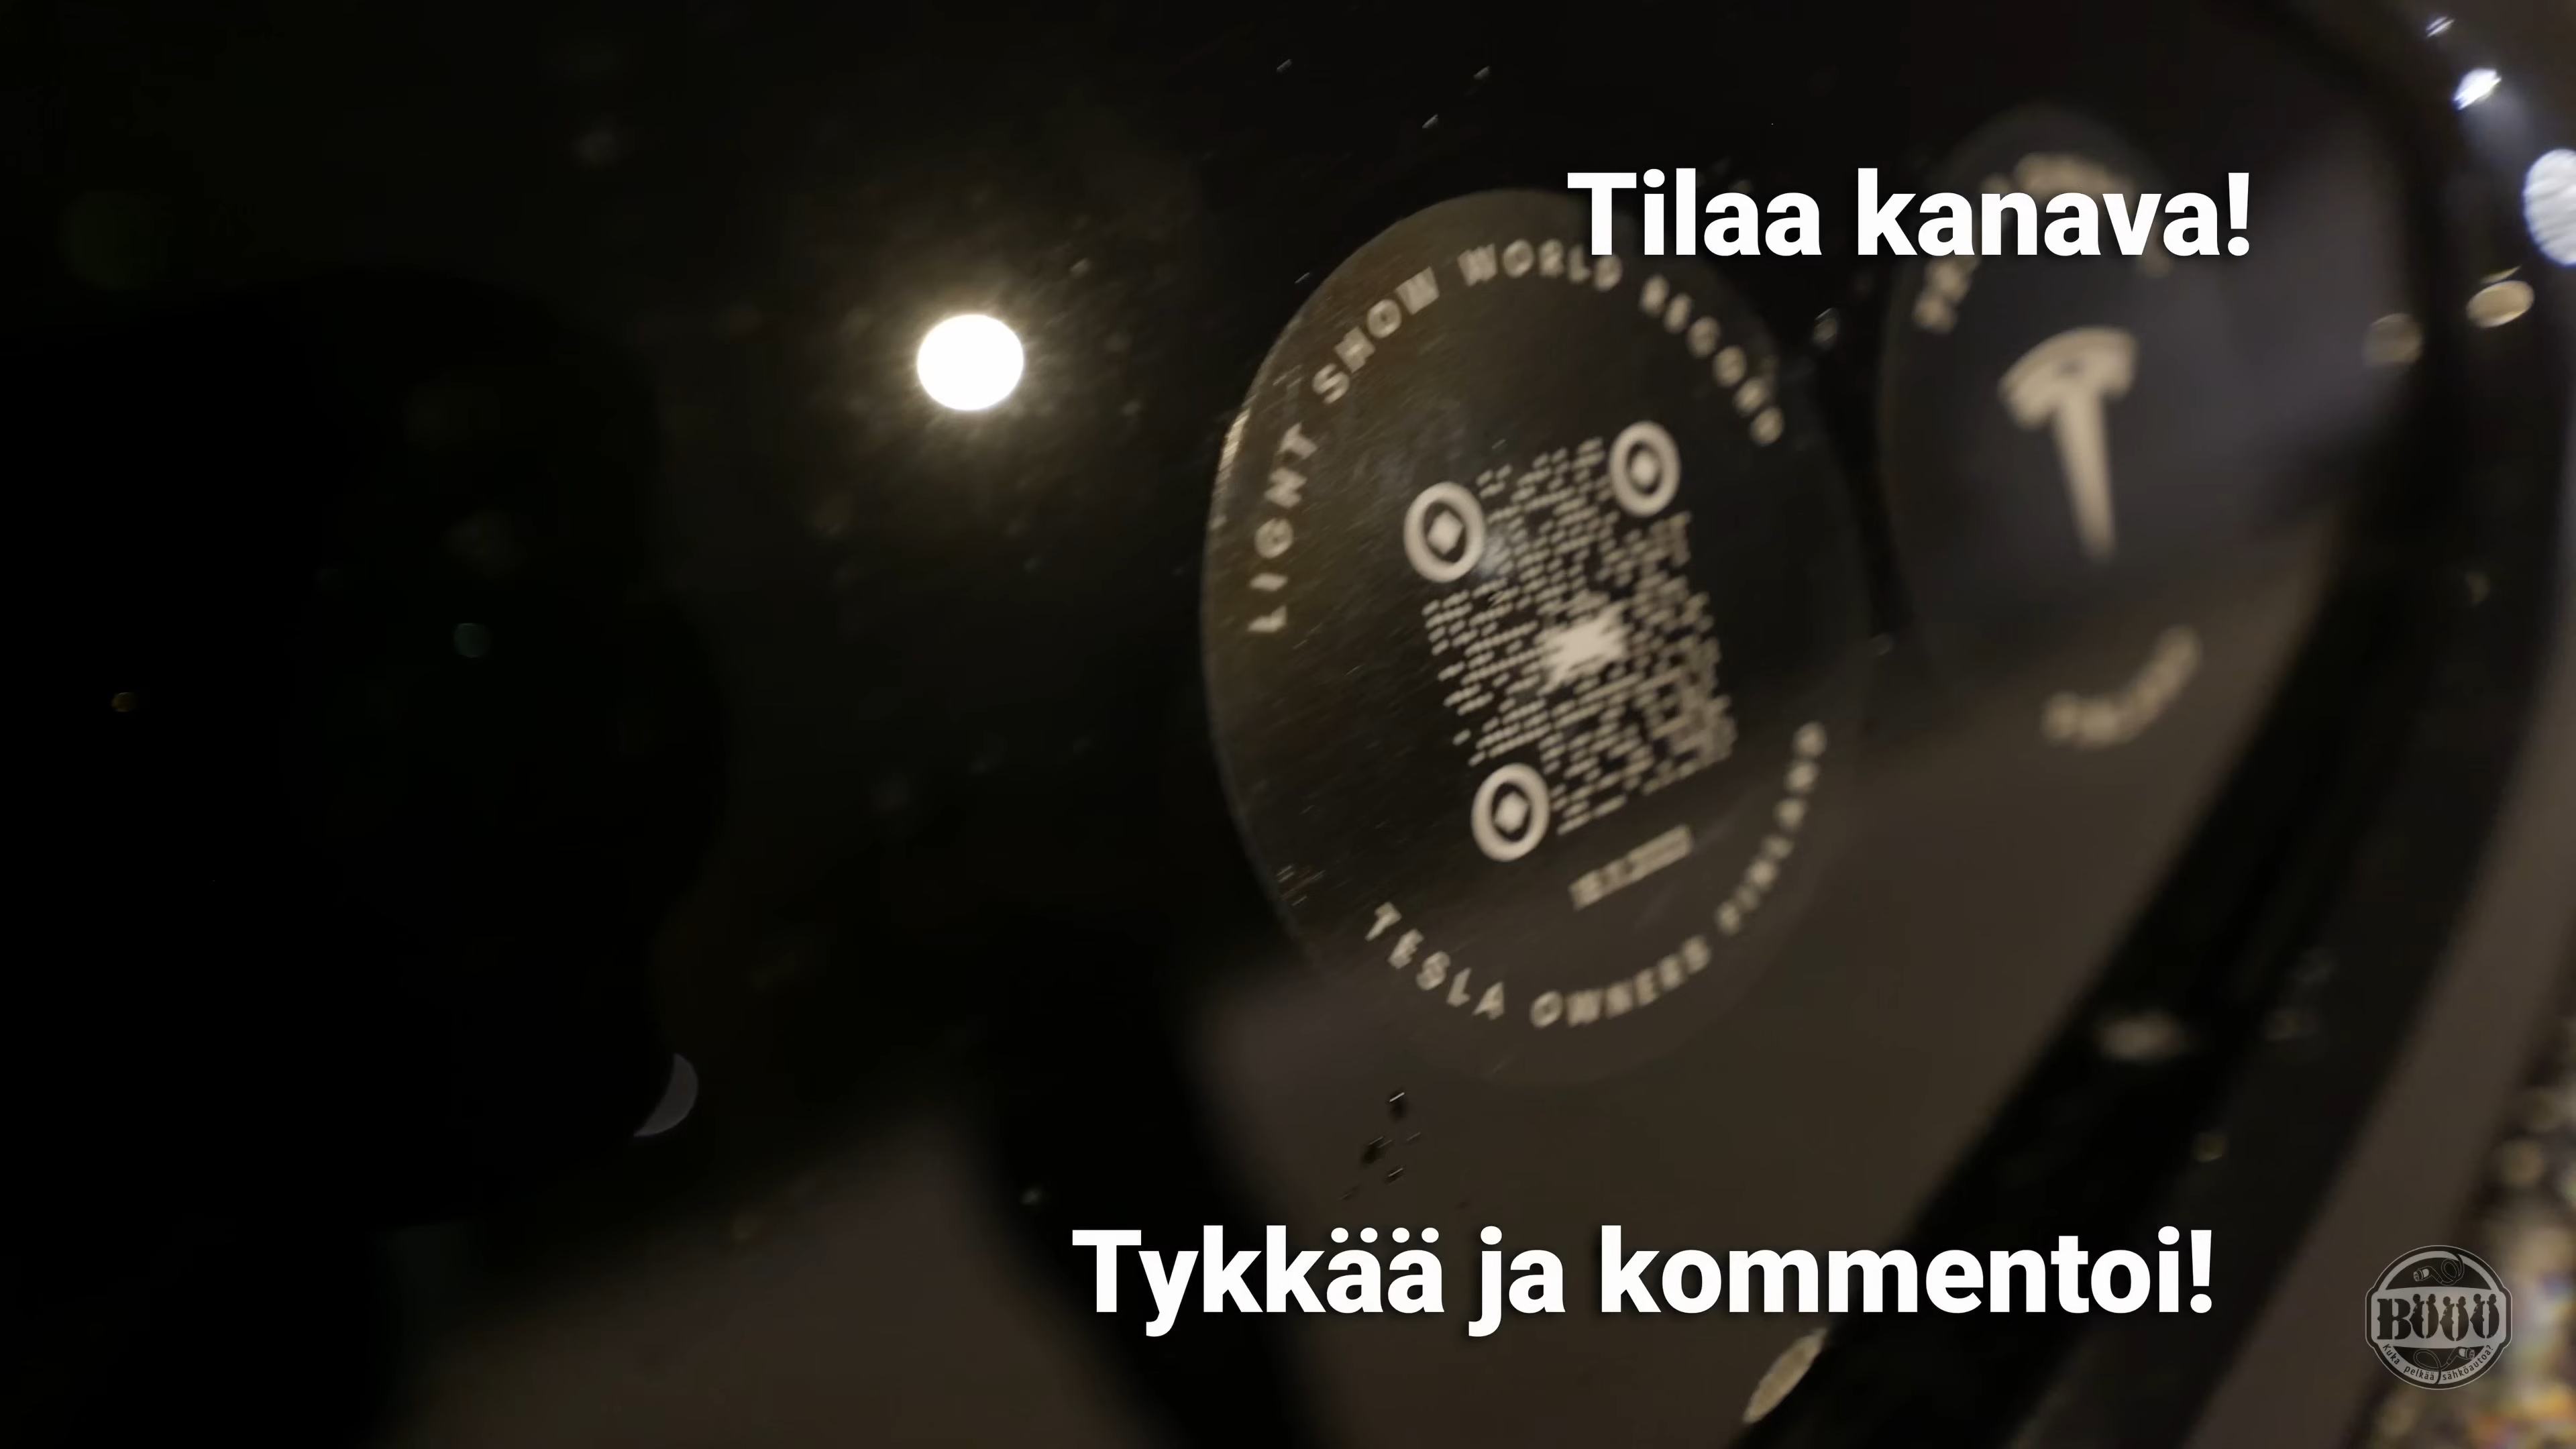 Tilaa kanava!
LIGHT SHOW WORLD RECORD
TESLA OWNERS FINLAND
Tykkää ja kommentoi!
BÖÖÖ
Kuka pelkää sähköautoa?